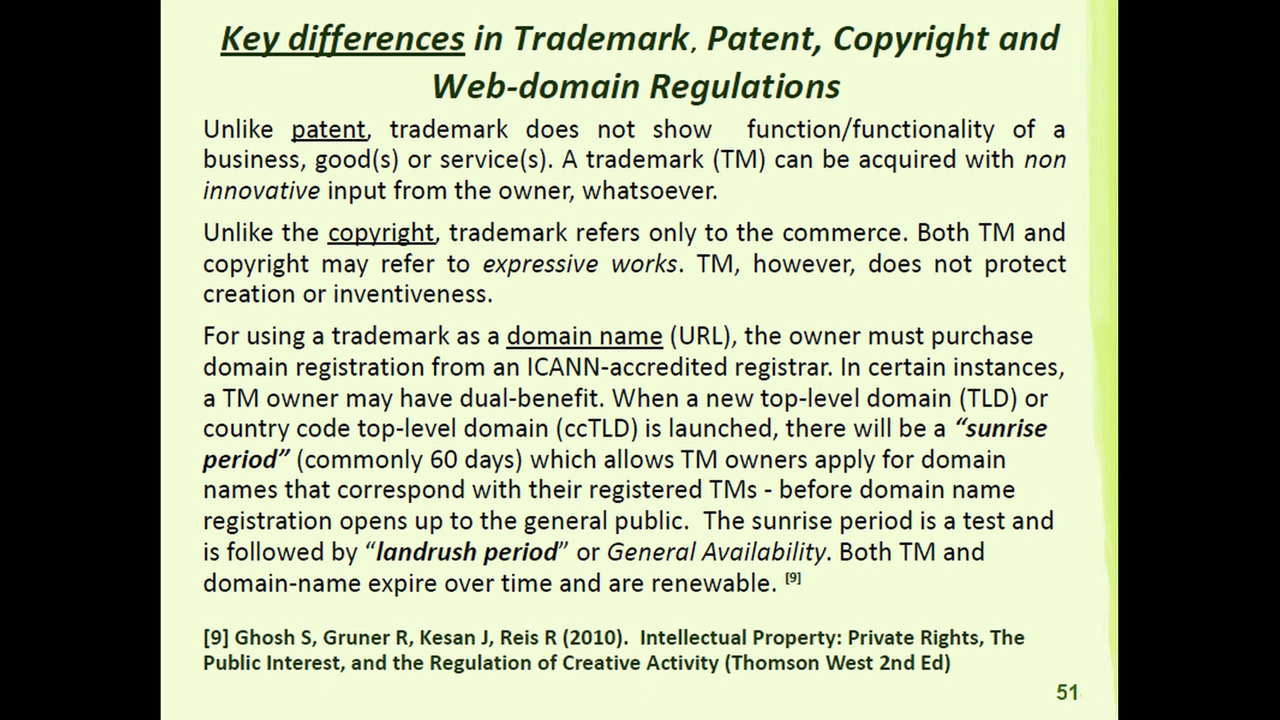 Key differences in Trademark, Patent, Copyright and
Web-domain Regulations
Unlike patent, trademark does not show function/functionality of a
business, good(s) or service(s). A trademark (TM) can be acquired with non
innovative input from the owner, whatsoever.
Unlike the copyright, trademark refers only to the commerce. Both TM and
copyright may refer to expressive works. TM, however, does not protect
creation or inventiveness.
For using a trademark as a domain name (URL), the owner must purchase
domain registration from an ICANN-accredited registrar. In certain instances,
a TM owner may have dual-benefit. When a new top-level domain (TLD) or
country code top-level domain (ccTLD) is launched, there will be a “sunrise
period” (commonly 60 days) which allows TM owners apply for domain
names that correspond with their registered TMs - before domain name
registration opens up to the general public. The sunrise period is a test and
is followed by “landrush period” or General Availability. Both TM and
domain-name expire over time and are renewable. [9]
[9] Ghosh S, Gruner R, Kesan J, Reis R (2010). Intellectual Property: Private Rights, The
Public Interest, and the Regulation of Creative Activity (Thomson West 2nd Ed)
51